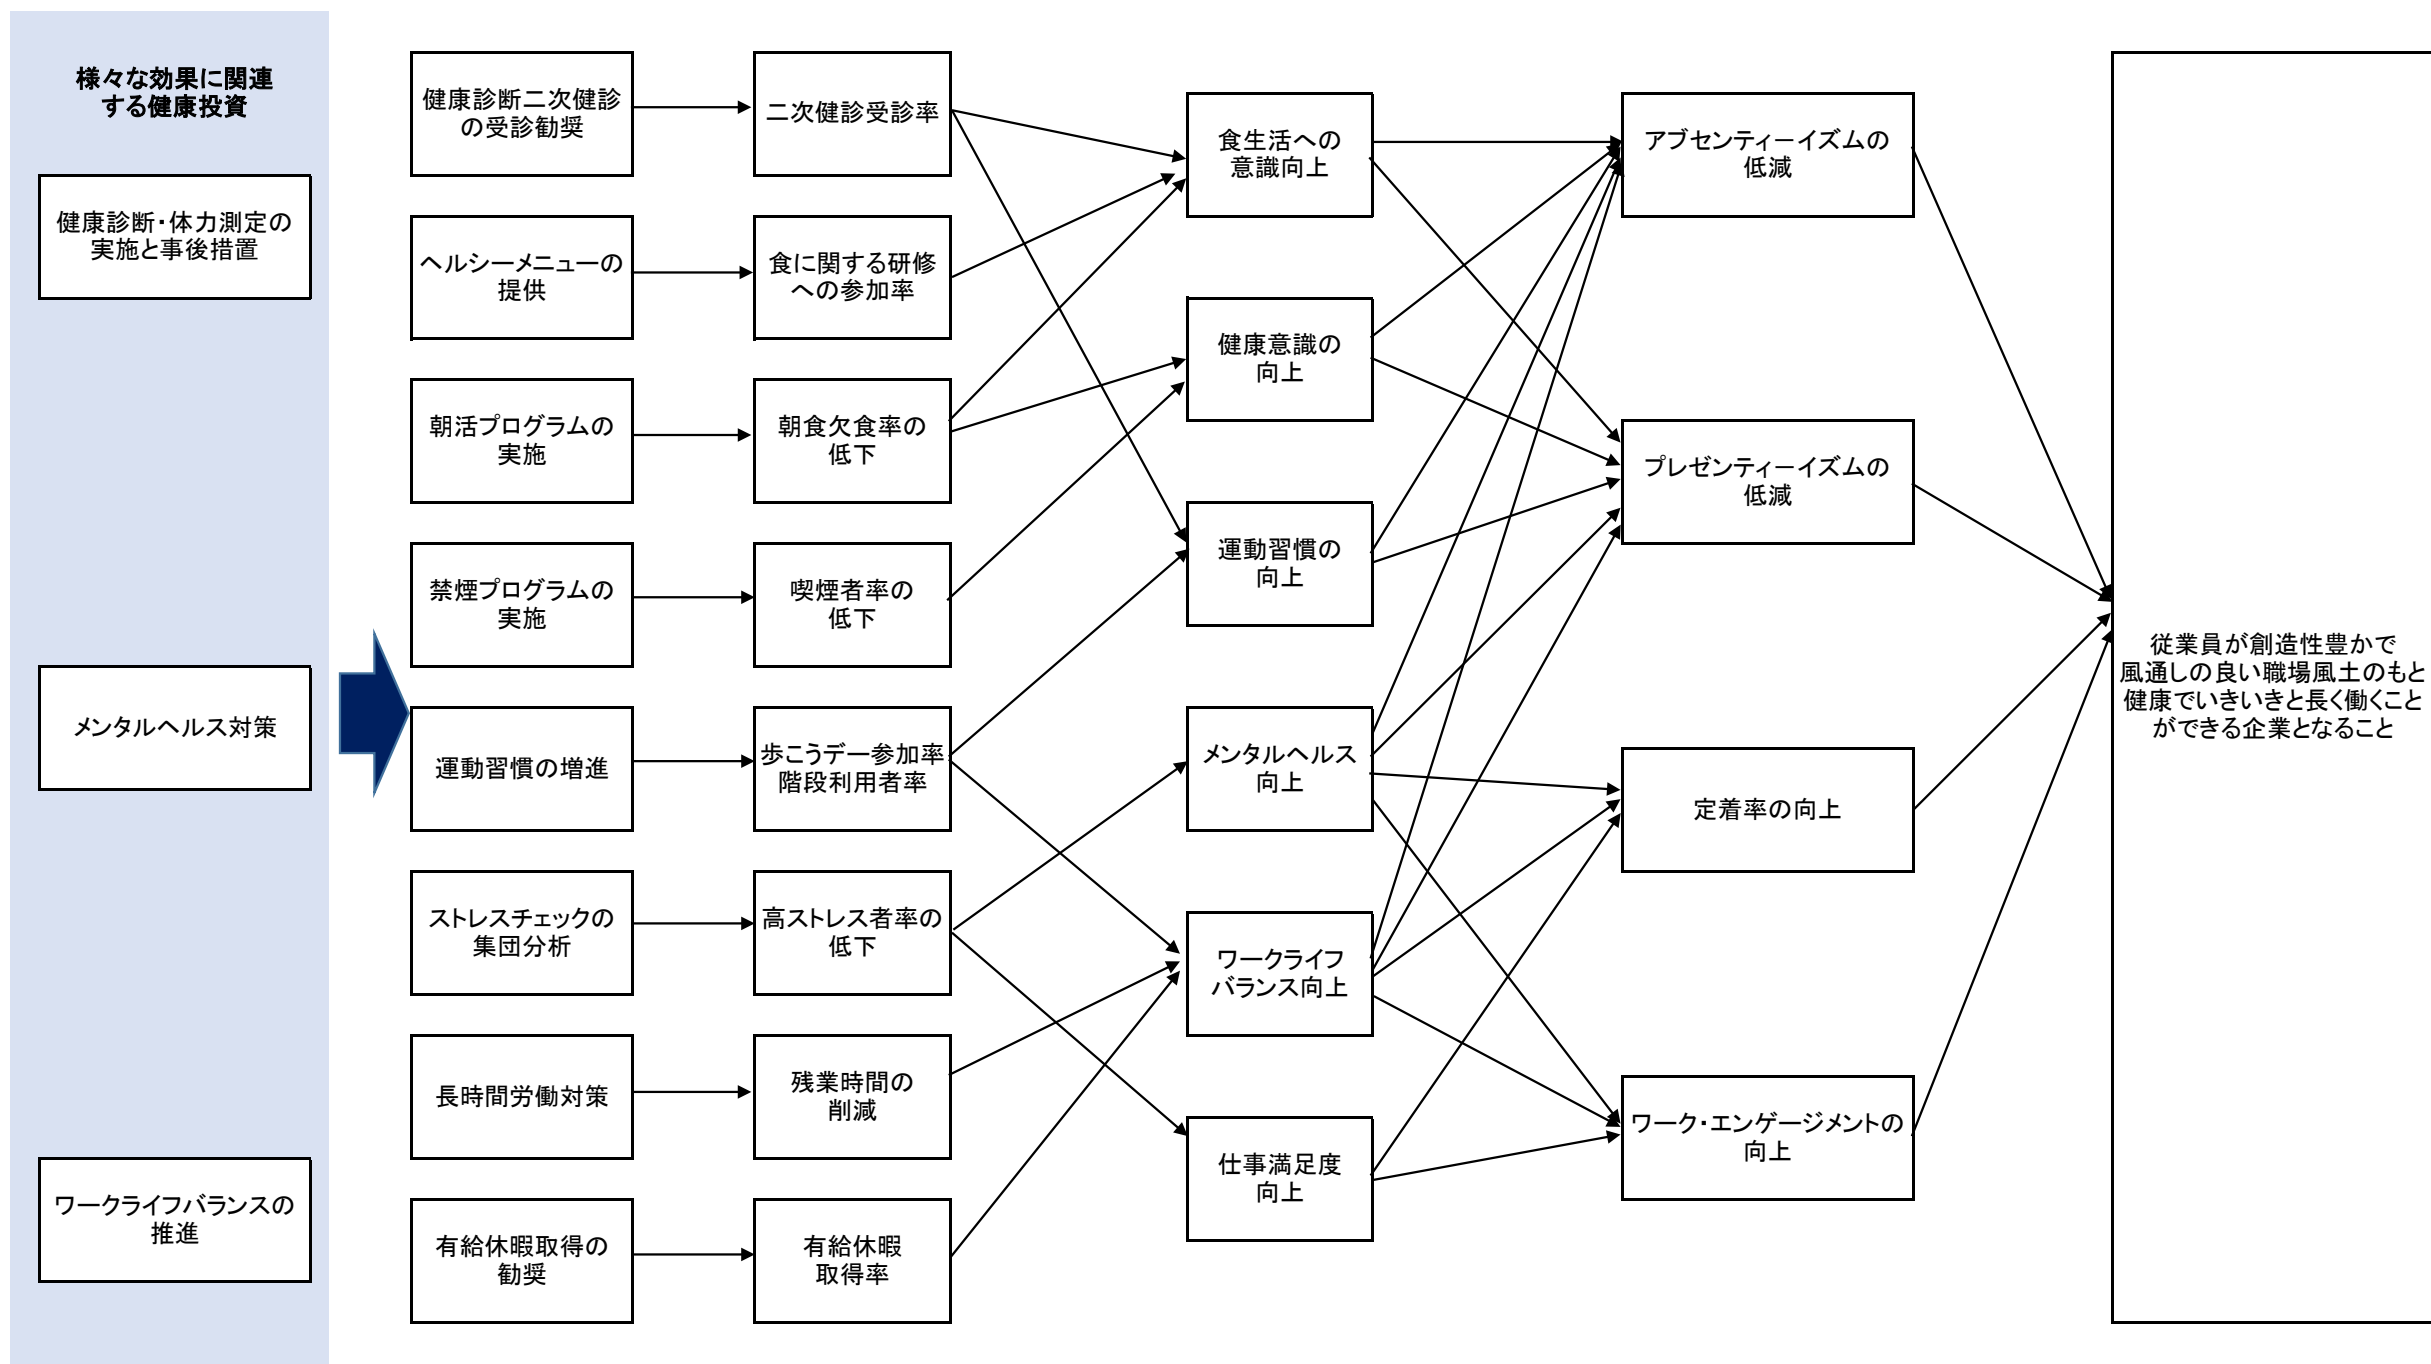 様々な効果に関連
する健康投資
健康診断・体力測定の
実施と事後措置
メンタルヘルス対策
ワークライフバランスの
推進
健康診断二次健診
の受診勧奨
ヘルシーメニューの
提供
朝活プログラムの
実施
禁煙プログラムの
実施
運動習慣の増進
ストレスチェックの
集団分析
長時間労働対策
有給休暇取得の
勧奨
二次健診受診率
食に関する研修
への参加率
朝食欠食率の
低下
喫煙者率の
低下
歩こうデー参加率
階段利用者率
高ストレス者率の
低下
残業時間の
削減
有給休暇
取得率
食生活への
意識向上
健康意識の
向上
運動習慣の
向上
メンタルヘルス
向上
ワークライフ
バランス向上
仕事満足度
向上
アブセンティーイズムの
低減
プレゼンティーイズムの
低減
定着率の向上
ワーク・エンゲージメントの
向上
従業員が創造性豊かで
風通しの良い職場風土のもと
健康でいきいきと長く働くこと
ができる企業となること